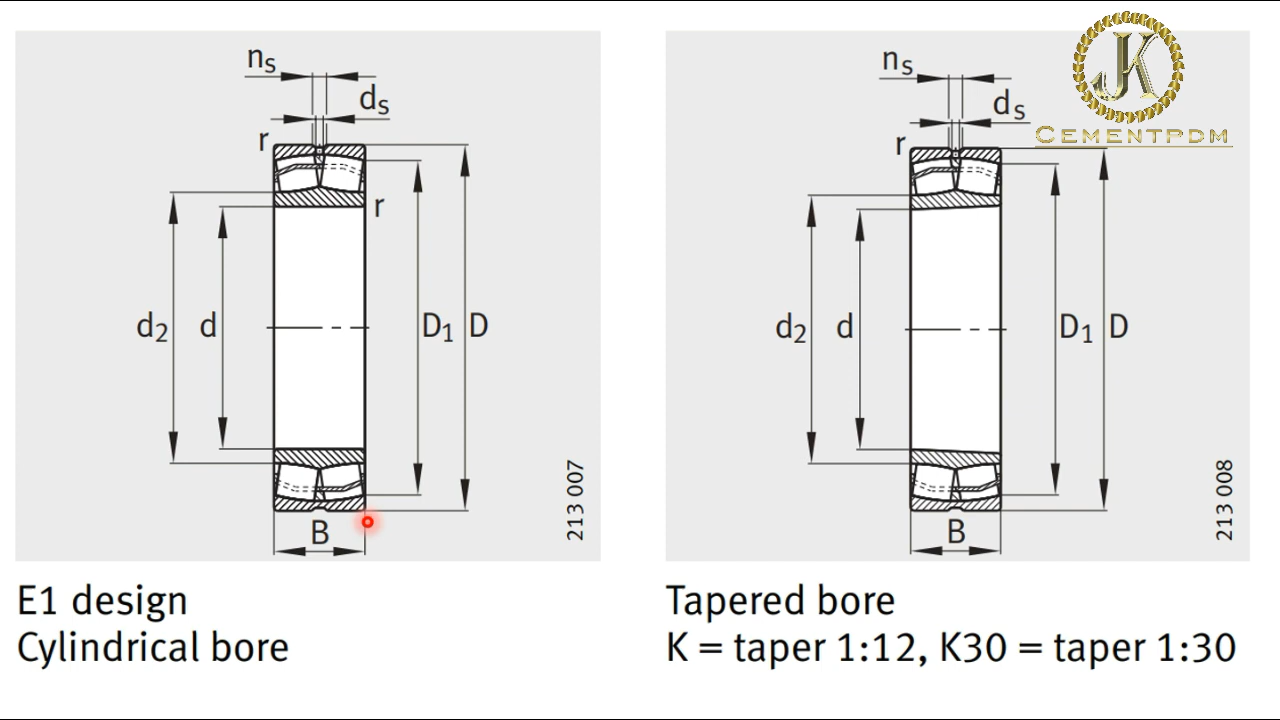 ns
ds
r
r
d2
d
D1
D
B
213 007
E1 design
Cylindrical bore
JK
CEMENTPDM
ns
ds
r
d2
d
D1
D
B
213 008
Tapered bore
K = taper 1:12, K30 = taper 1:30